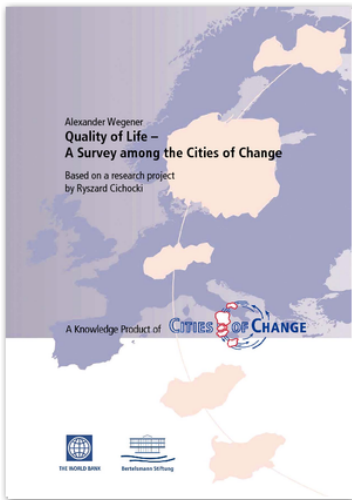 Alexander Wegener
Quality of Life –
A Survey among the Cities of Change
Based on a research project
by Ryszard Cichocki
A Knowledge Product of CITIES OF CHANGE
THE WORLD BANK
Bertelsmann Stiftung